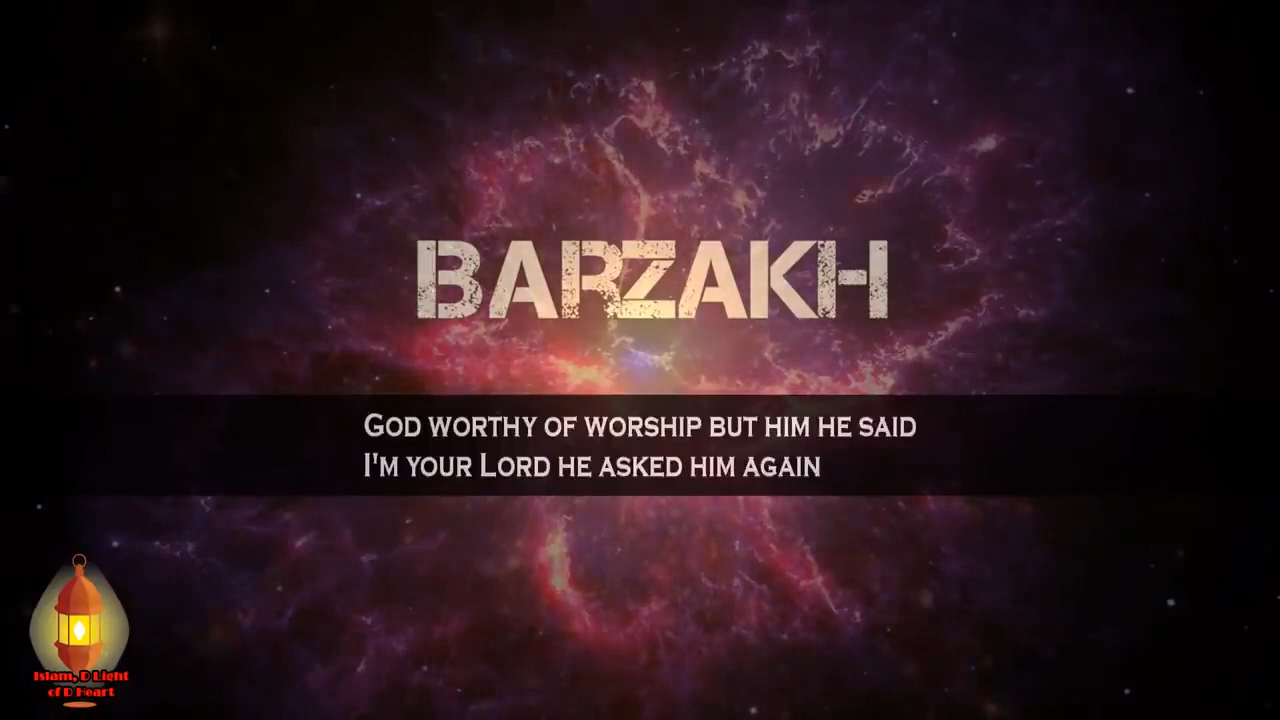 BARZAKH
GOD WORTHY OF WORSHIP BUT HIM HE SAID
I'M YOUR LORD HE ASKED HIM AGAIN
Islam, D Light
of D Heart